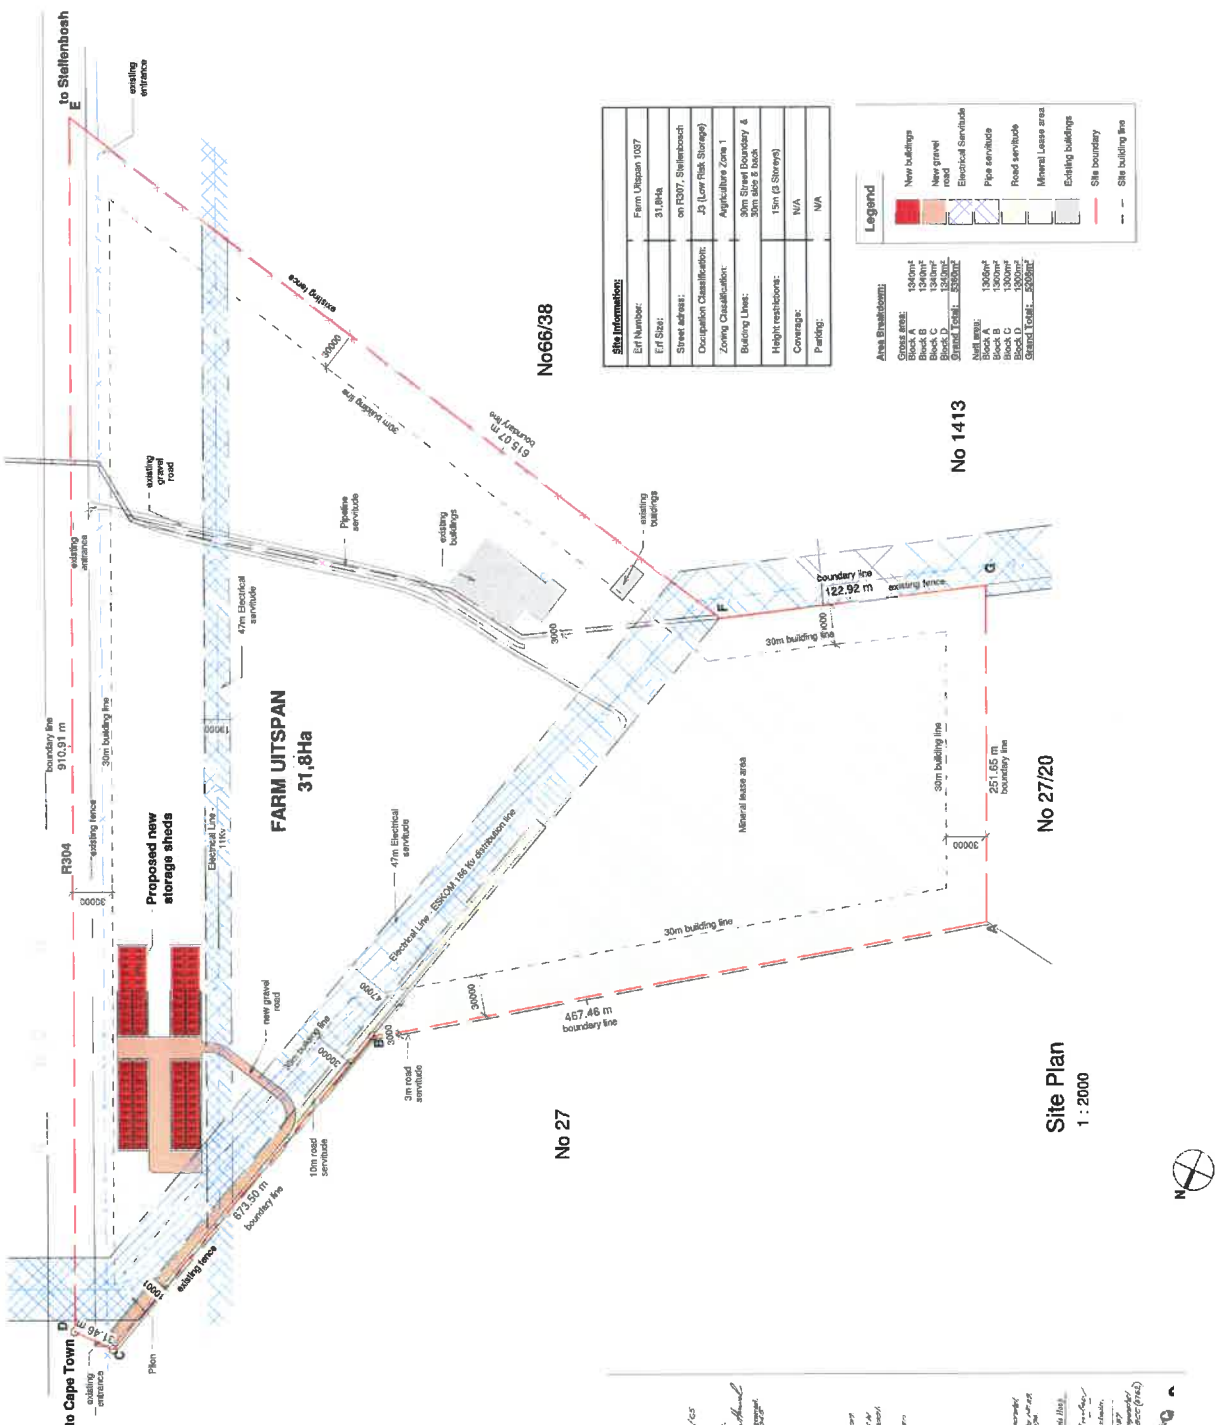 to Stellenbosh
E
existing
entrance
existing fence
30000
30m building line
615.07 m
boundary line
No66/38
existing
gravel
road
existing
entrance
Pipeline
servitude
existing
buildings
existing
buildings
47m Electrical
servitude
boundary line
910.91 m
R304
existing fence
30m building line
30000
Proposed new
storage sheds
Electrical Line -
11Kv
FARM UITSPAN
31,8Ha
3000
F
boundary line
122.92 m
existing fence
G
30m building line
30m building line
251.65 m
boundary line
30000
No 27/20
Mineral lease area
47m Electrical
servitude
Electrical Line - ESKOM 166 Kv distribution line
47000
30m building line
30000
30m building line
30000
467.46 m
boundary line
A
B
3000
3m road
servitude
new gravel
road
10m road
servitude
673.50 m
boundary line
existing fence
10001
Pilon
D
31.46 m
C
to Cape Town
existing
entrance
No 27
No 1413
Site Plan
1 : 2000
N
Site Information:
Erf Number: Farm Uitspan 1037
Erf Size: 31,8Ha
Street adress: on R307, Stellenbosch
Occupation Classification: J3 (Low Risk Storage)
Zoning Classification: Argriculture Zone 1
Building Lines: 30m Street Boundary &
30m side & back
Height restrictions: 15m (3 Storeys)
Coverage: N/A
Parking: N/A
Area Breakdown:
Gross area:
Block A 1340m²
Block B 1340m²
Block C 1340m²
Block D 1340m²
Grand Total: 5360m²
Nett area:
Block A 1306m²
Block B 1300m²
Block C 1300m²
Block D 1300m²
Grand Total: 5206m²
Legend
New buildings
New gravel
road
Electrical Servitude
Pipe servitude
Road servitude
Mineral Lease area
Existing buildings
Site boundary
Site building line